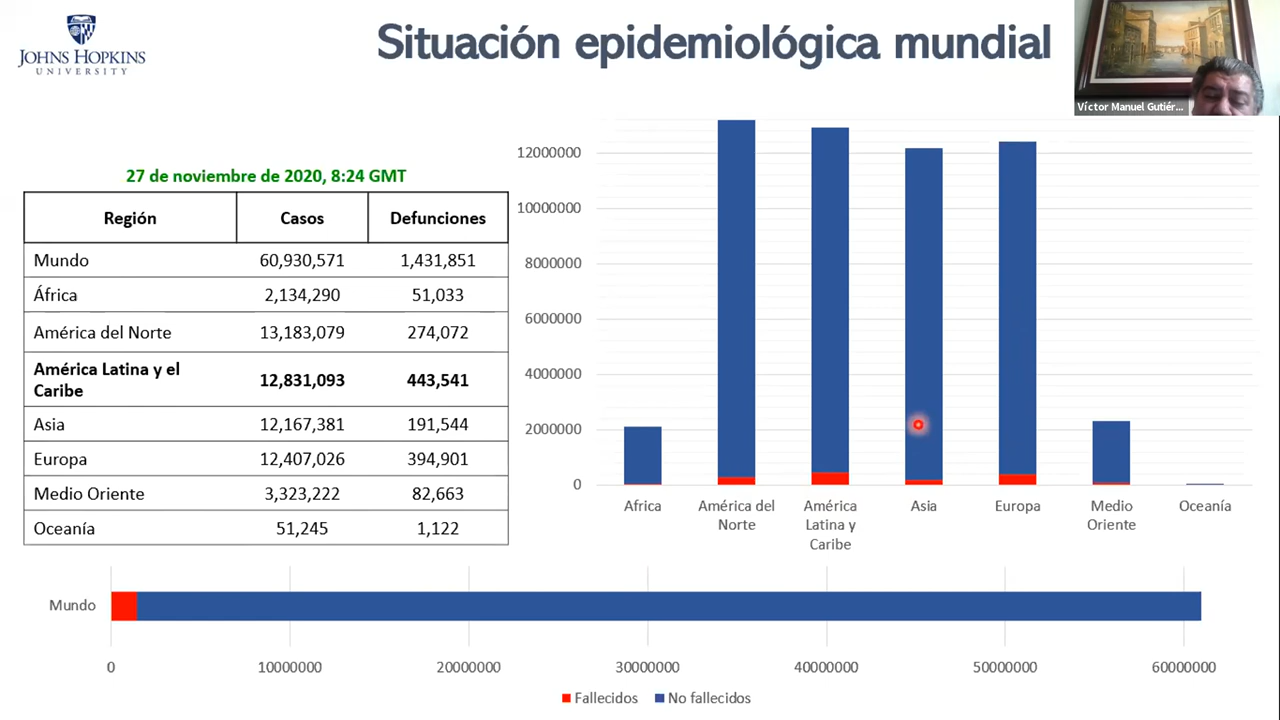 JOHNS HOPKINS
UNIVERSITY
Situación epidemiológica mundial
Víctor Manuel Gutiér...
27 de noviembre de 2020, 8:24 GMT
Región Casos Defunciones
Mundo 60,930,571 1,431,851
África 2,134,290 51,033
América del Norte 13,183,079 274,072
América Latina y el
Caribe 12,831,093 443,541
Asia 12,167,381 191,544
Europa 12,407,026 394,901
Medio Oriente 3,323,222 82,663
Oceanía 51,245 1,122
12000000
10000000
8000000
6000000
4000000
2000000
0
Africa América del América Asia Europa Medio Oceanía
Norte Latina y Oriente
Caribe
Mundo
0 10000000 20000000 30000000 40000000 50000000 60000000
Fallecidos No fallecidos